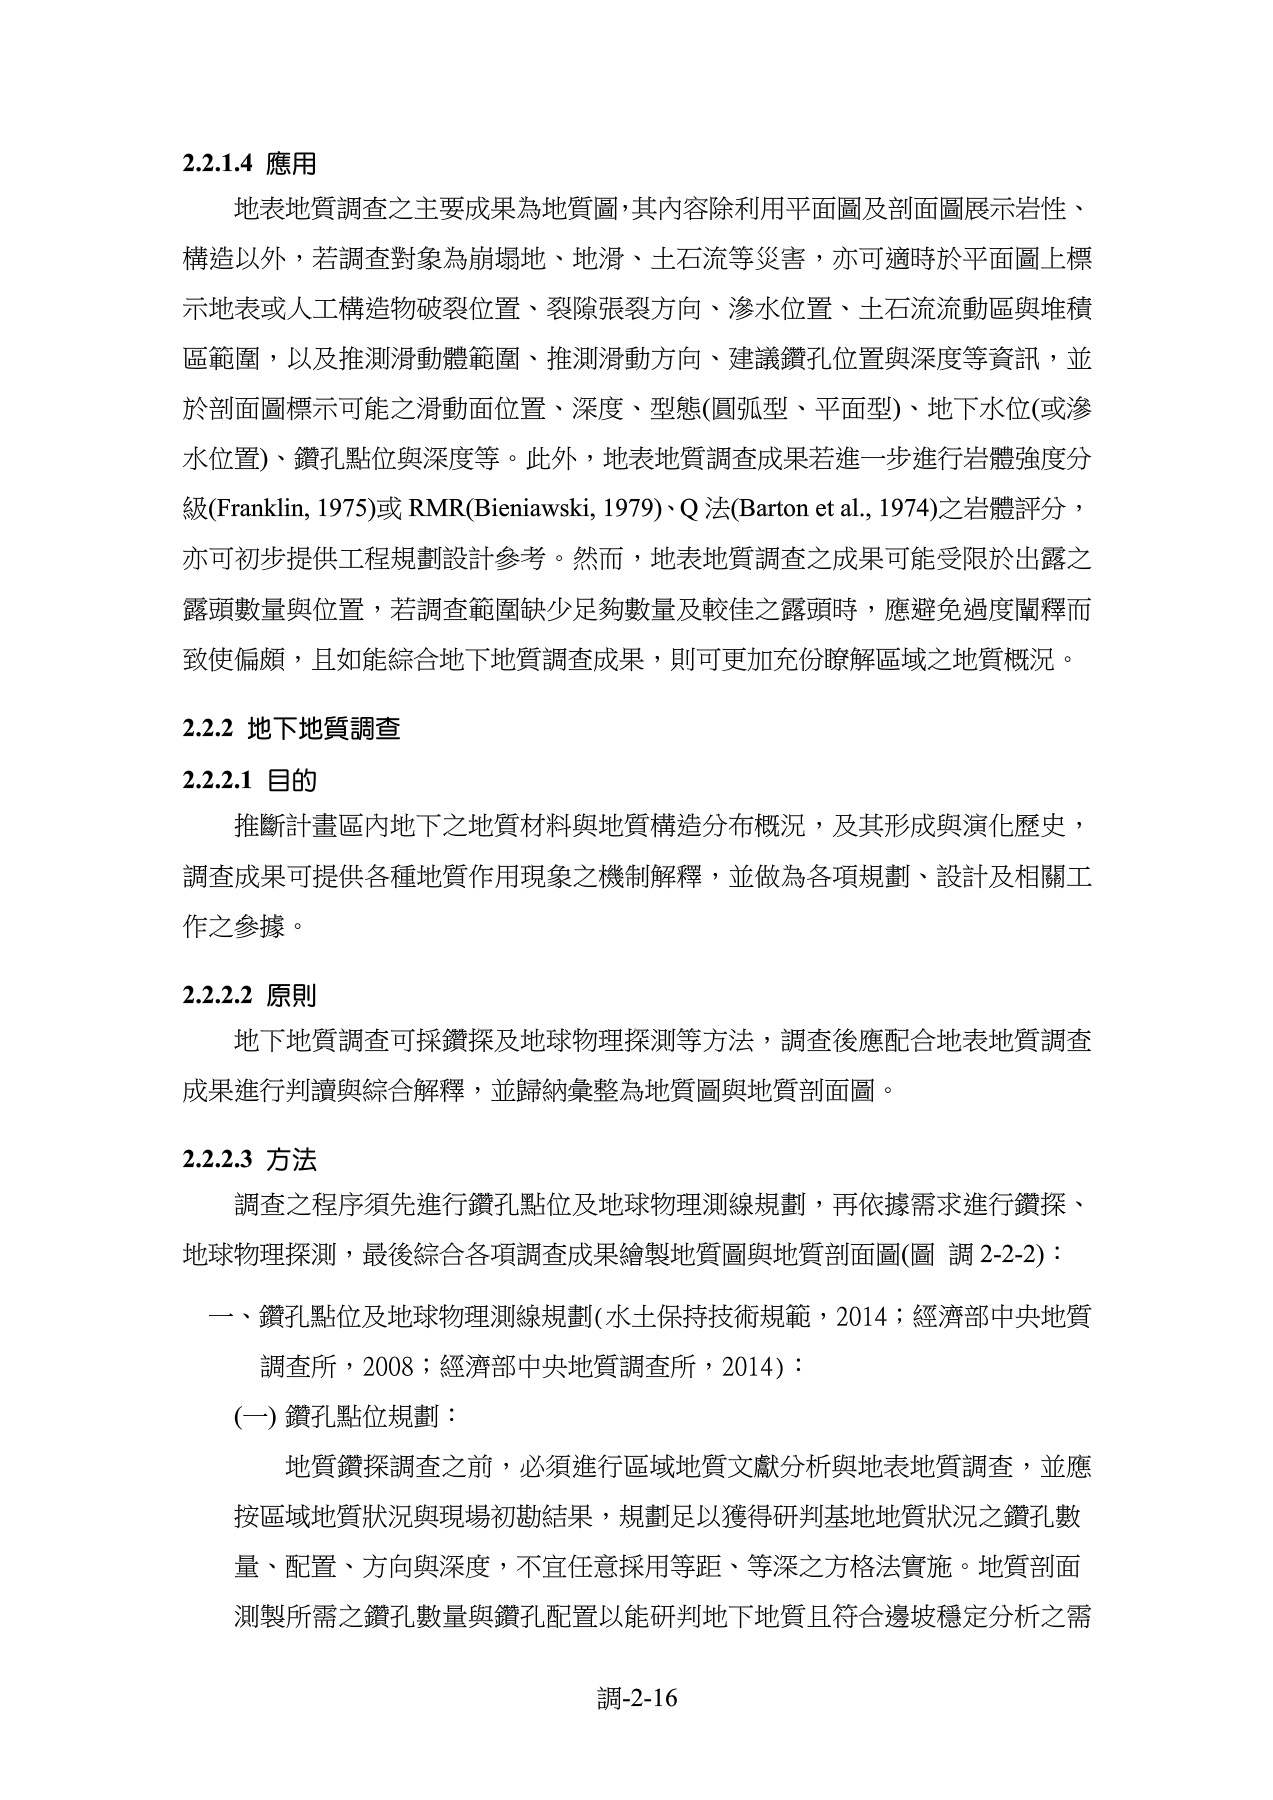 2.2.1.4 應用
地表地質調查之主要成果為地質圖，其內容除利用平面圖及剖面圖展示岩性、
構造以外，若調查對象為崩塌地、地滑、土石流等災害，亦可適時於平面圖上標
示地表或人工構造物破裂位置、裂隙張裂方向、滲水位置、土石流流動區與堆積
區範圍，以及推測滑動體範圍、推測滑動方向、建議鑽孔位置與深度等資訊，並
於剖面圖標示可能之滑動面位置、深度、型態(圓弧型、平面型)、地下水位(或滲
水位置)、鑽孔點位與深度等。此外，地表地質調查成果若進一步進行岩體強度分
級(Franklin, 1975)或 RMR(Bieniawski, 1979)、Q 法(Barton et al., 1974)之岩體評分，
亦可初步提供工程規劃設計參考。然而，地表地質調查之成果可能受限於出露之
露頭數量與位置，若調查範圍缺少足夠數量及較佳之露頭時，應避免過度闡釋而
致使偏頗，且如能綜合地下地質調查成果，則可更加充份瞭解區域之地質概況。
2.2.2 地下地質調查
2.2.2.1 目的
推斷計畫區內地下之地質材料與地質構造分布概況，及其形成與演化歷史，
調查成果可提供各種地質作用現象之機制解釋，並做為各項規劃、設計及相關工
作之參據。
2.2.2.2 原則
地下地質調查可採鑽探及地球物理探測等方法，調查後應配合地表地質調查
成果進行判讀與綜合解釋，並歸納彙整為地質圖與地質剖面圖。
2.2.2.3 方法
調查之程序須先進行鑽孔點位及地球物理測線規劃，再依據需求進行鑽探、
地球物理探測，最後綜合各項調查成果繪製地質圖與地質剖面圖(圖 調 2-2-2)：
一、鑽孔點位及地球物理測線規劃(水土保持技術規範，2014；經濟部中央地質
調查所，2008；經濟部中央地質調查所，2014)：
(一) 鑽孔點位規劃：
地質鑽探調查之前，必須進行區域地質文獻分析與地表地質調查，並應
按區域地質狀況與現場初勘結果，規劃足以獲得研判基地地質狀況之鑽孔數
量、配置、方向與深度，不宜任意採用等距、等深之方格法實施。地質剖面
測製所需之鑽孔數量與鑽孔配置以能研判地下地質且符合邊坡穩定分析之需
調-2-16